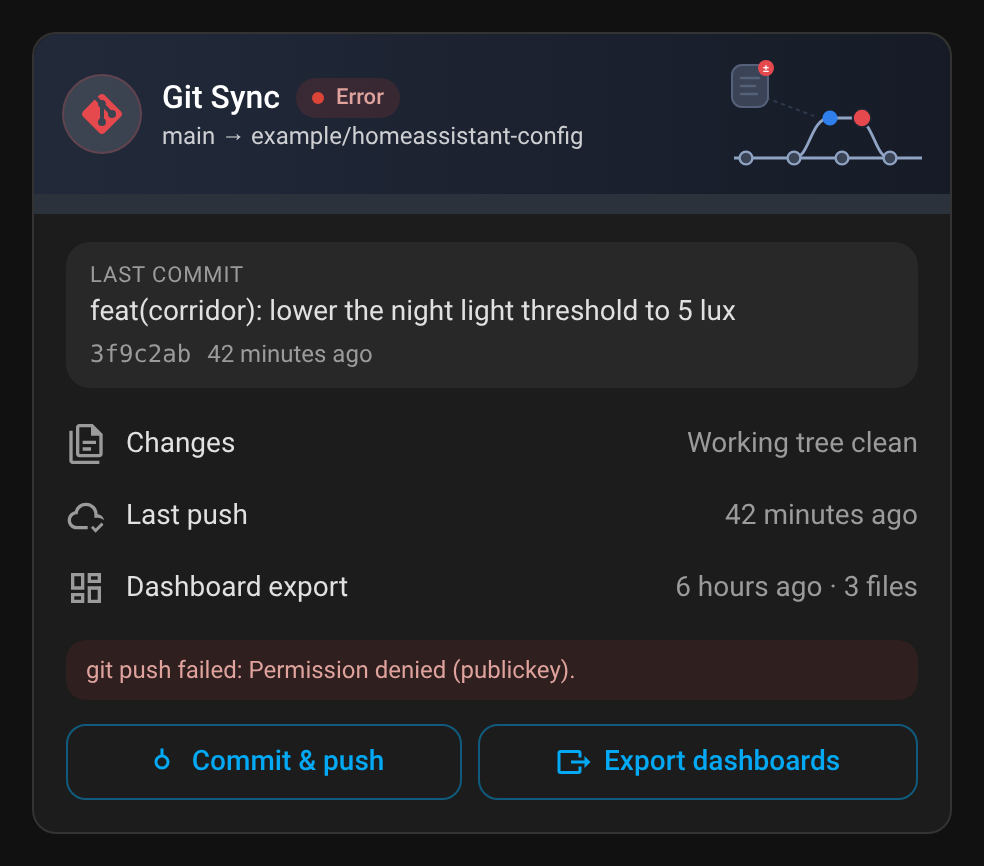 Git Sync
Error
main → example/homeassistant-config
LAST COMMIT
feat(corridor): lower the night light threshold to 5 lux
3f9c2ab 42 minutes ago
Changes
Working tree clean
Last push
42 minutes ago
Dashboard export
6 hours ago · 3 files
git push failed: Permission denied (publickey).
Commit & push
Export dashboards